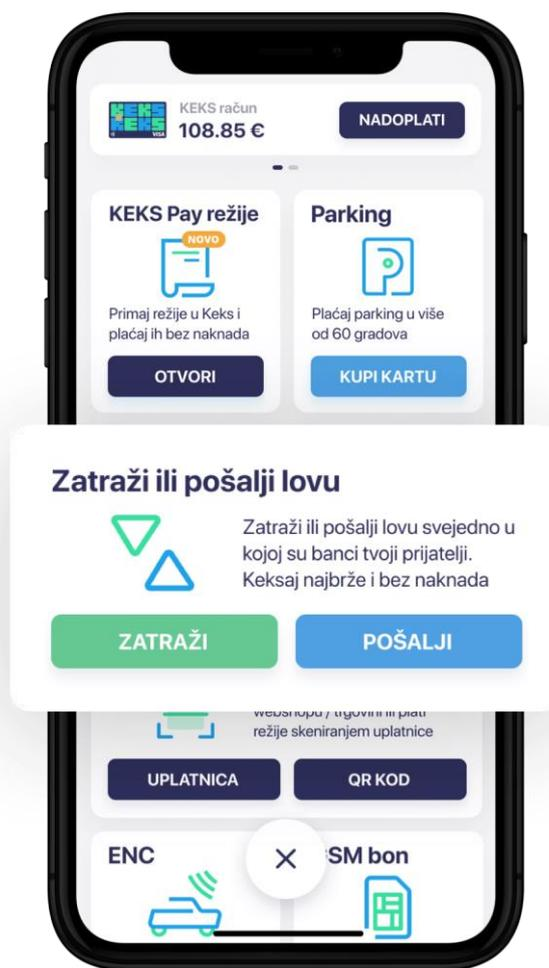 KEKS
KEKS
VISA
KEKS račun
108.85 €
NADOPLATI
KEKS Pay režije
NOVO
Primaj režije u Keks i
plaćaj ih bez naknada
OTVORI
Parking
Plaćaj parking u više
od 60 gradova
KUPI KARTU
Zatraži ili pošalji lovu
Zatraži ili pošalji lovu svejedno u
kojoj su banci tvoji prijatelji.
Keksaj najbrže i bez naknada
ZATRAŽI
POŠALJI
webshopu / trgovini ili plati
režije skeniranjem uplatnice
UPLATNICA
QR KOD
ENC
SM bon